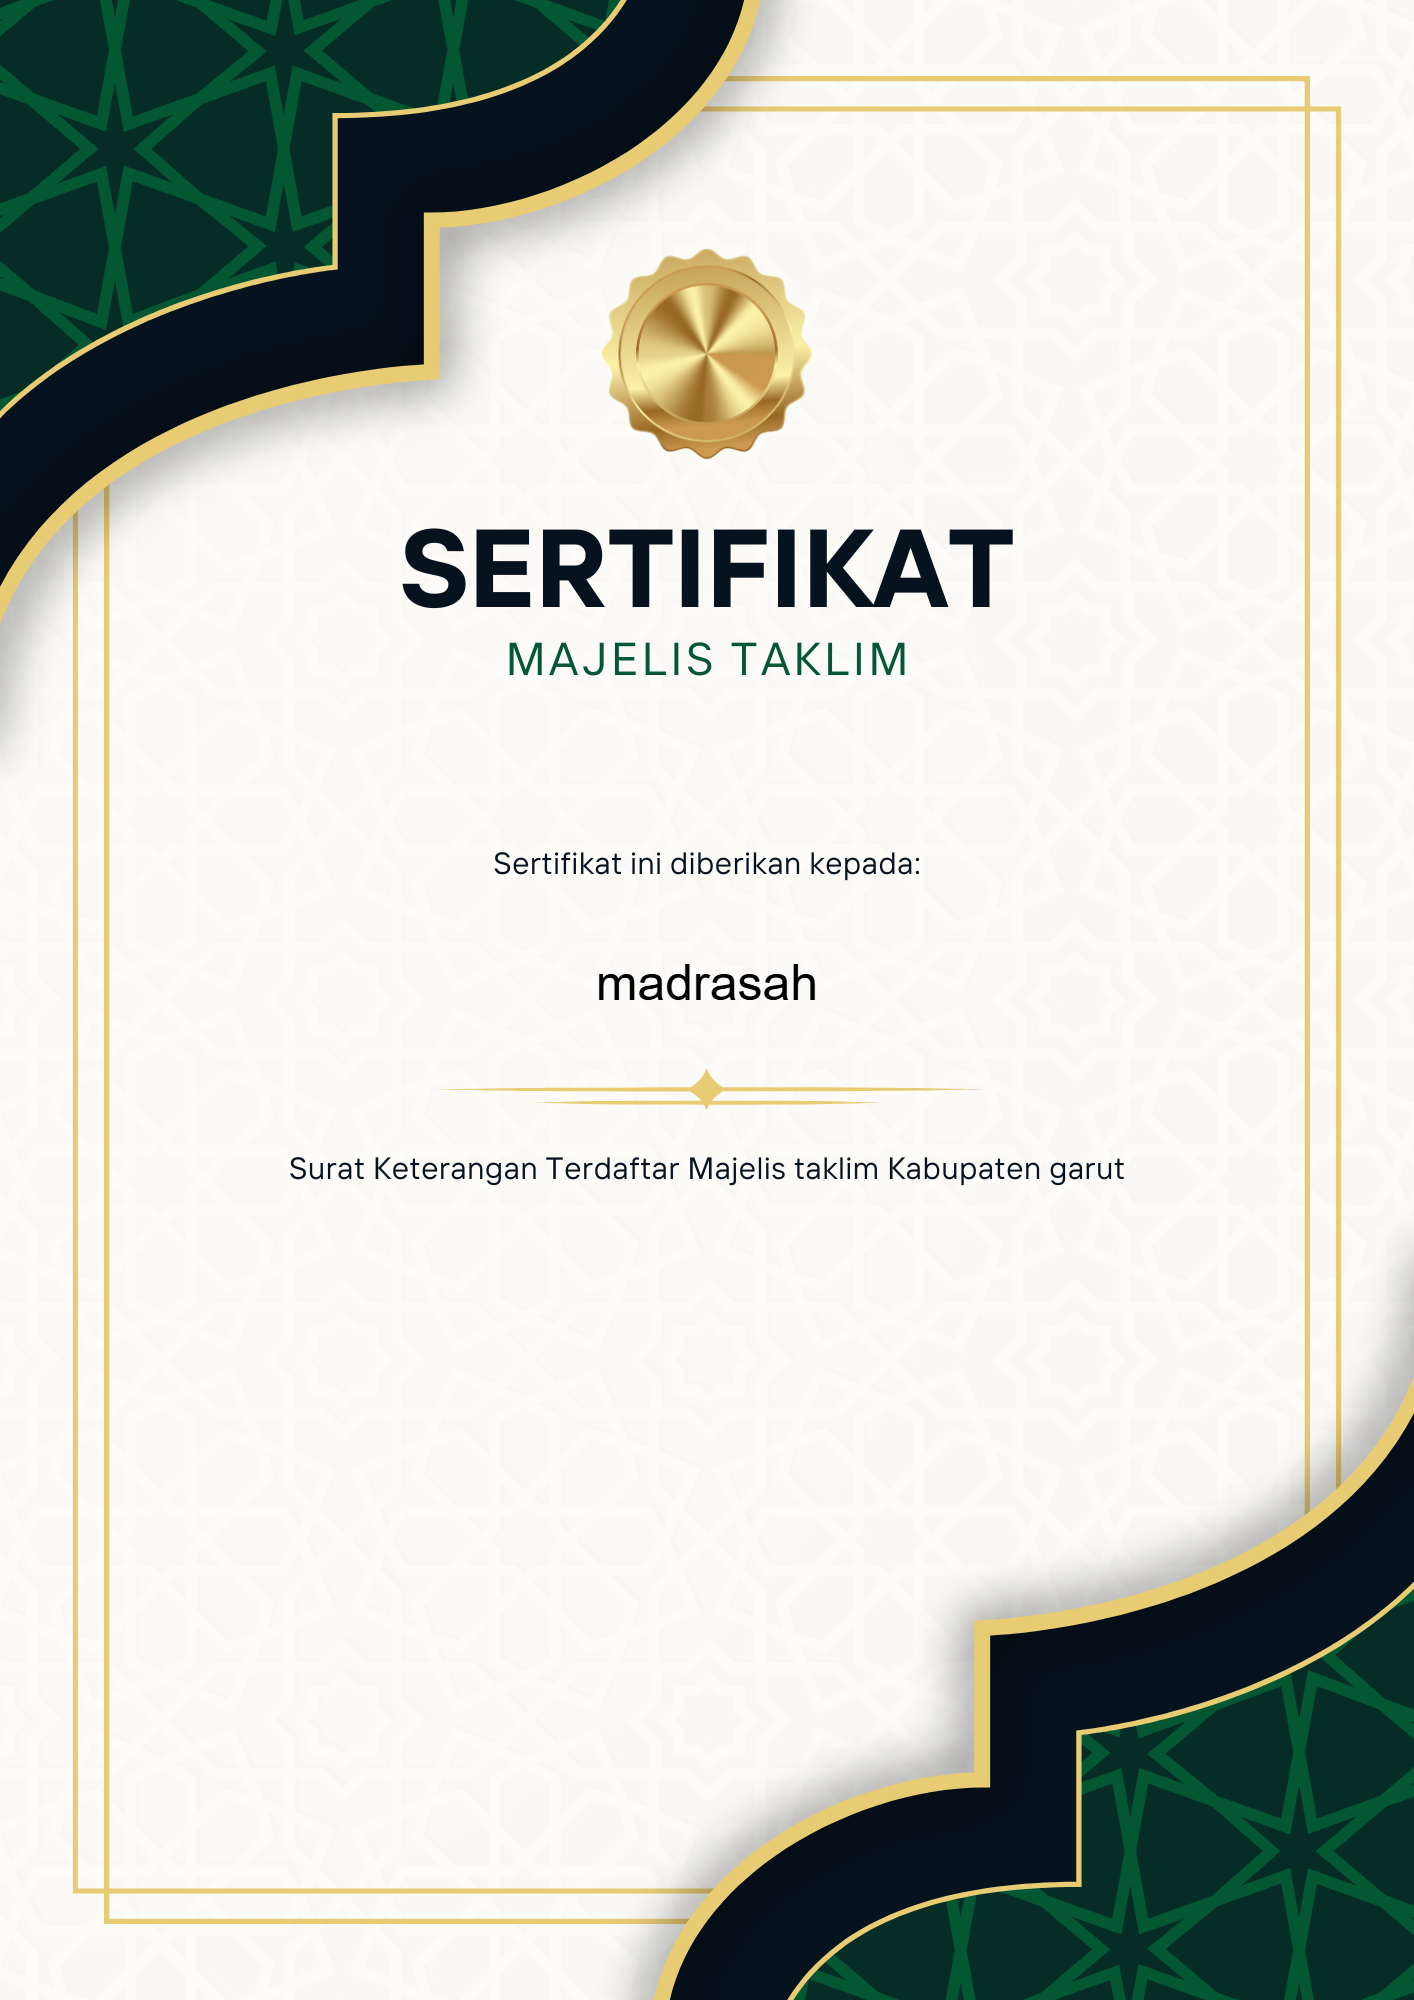 SERTIFIKAT
MAJELIS TAKLIM
Sertifikat ini diberikan kepada:
madrasah
Surat Keterangan Terdaftar Majelis taklim Kabupaten garut